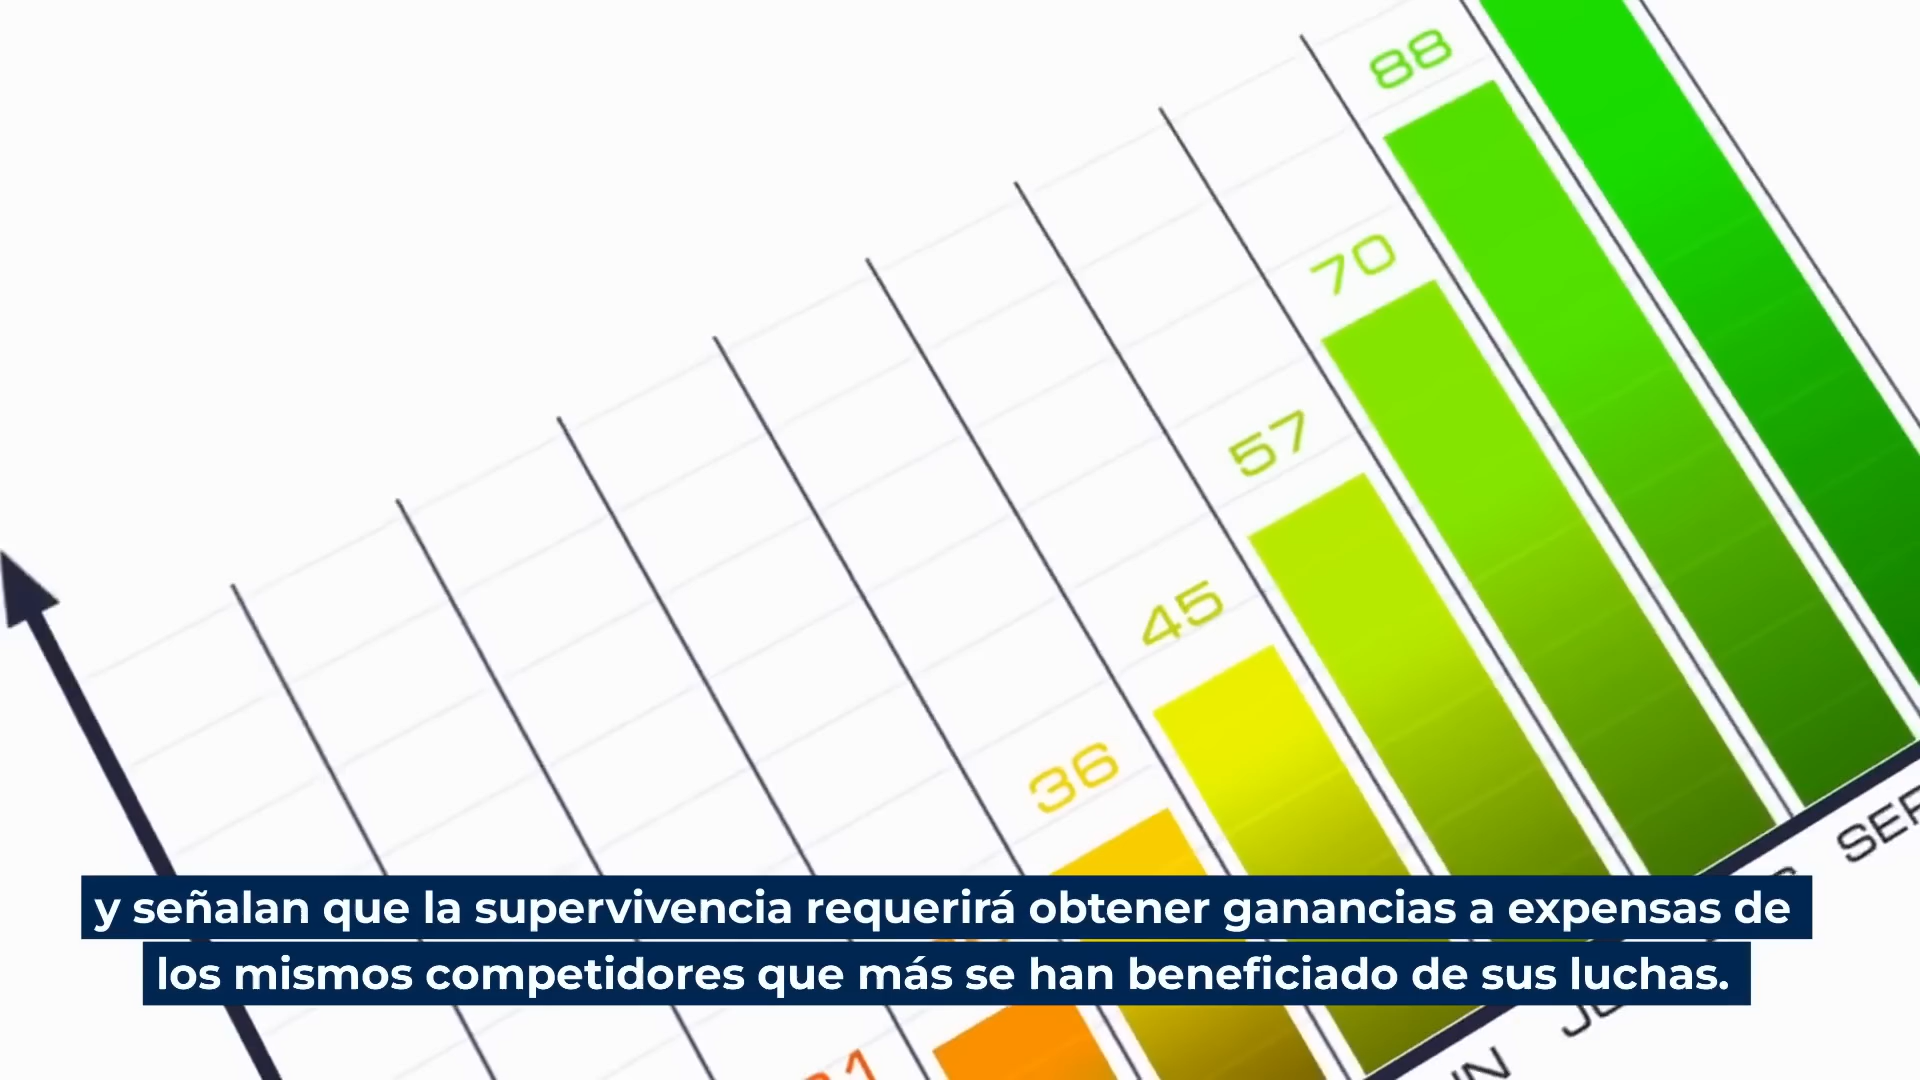 88
70
57
45
36
y señalan que la supervivencia requerirá obtener ganancias a expensas de
los mismos competidores que más se han beneficiado de sus luchas.